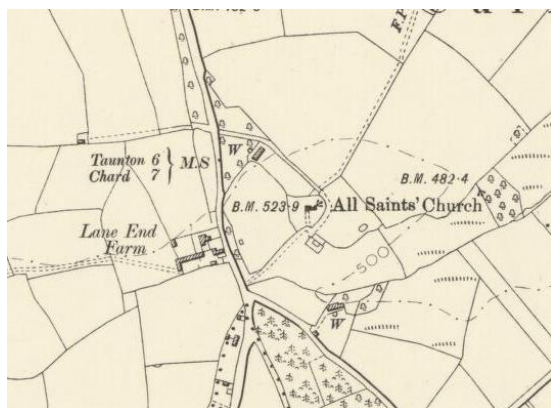 F.P.
Taunton 6
Chard 7
M.S
W
B.M. 482·4
B.M. 523·9
All Saints' Church
Lane End
Farm
500
W